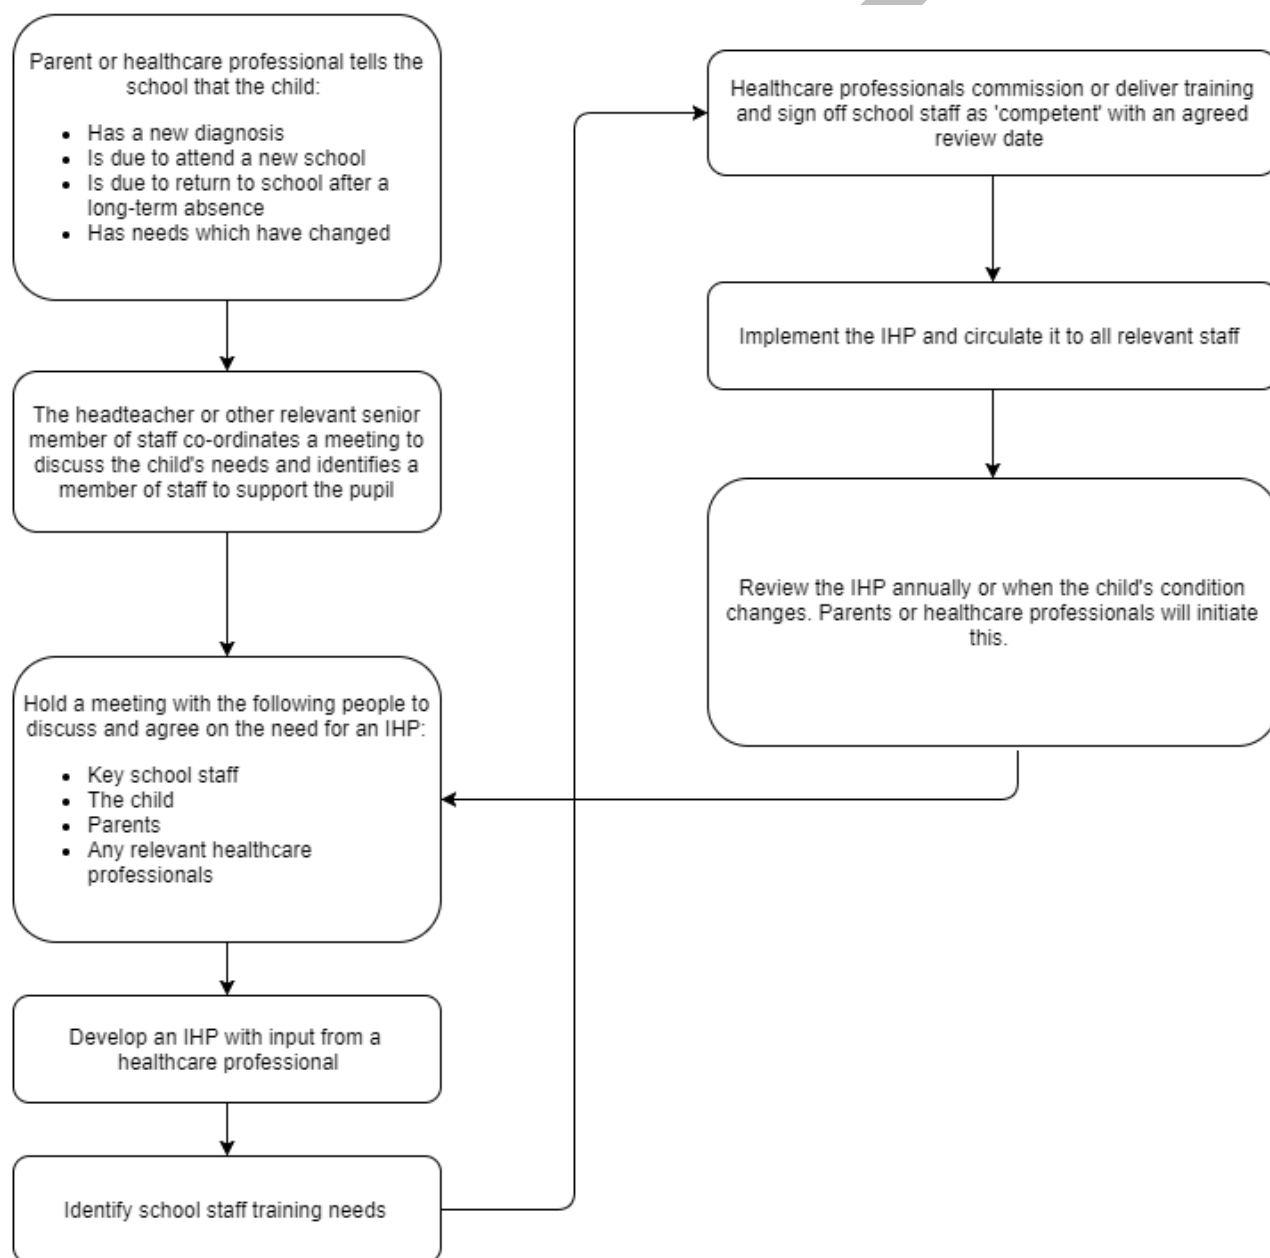 Parent or healthcare professional tells the
school that the child:
• Has a new diagnosis
• Is due to attend a new school
• Is due to return to school after a
long-term absence
• Has needs which have changed
The headteacher or other relevant senior
member of staff co-ordinates a meeting to
discuss the child's needs and identifies a
member of staff to support the pupil
Hold a meeting with the following people to
discuss and agree on the need for an IHP:
• Key school staff
• The child
• Parents
• Any relevant healthcare
professionals
Develop an IHP with input from a
healthcare professional
Identify school staff training needs
Healthcare professionals commission or deliver training
and sign off school staff as 'competent' with an agreed
review date
Implement the IHP and circulate it to all relevant staff
Review the IHP annually or when the child's condition
changes. Parents or healthcare professionals will initiate
this.